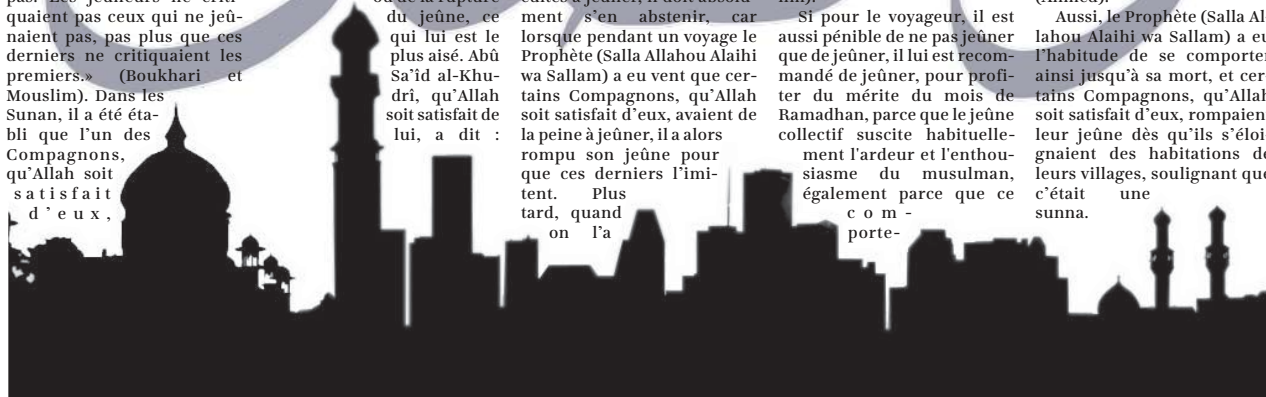 pas. Les jeûneurs ne criti-
quaient pas ceux qui ne jeû-
naient pas, pas plus que ces
derniers ne critiquaient les
premiers.» (Boukhari et
Mouslim). Dans les
Sunan, il a été éta-
bli que l'un des
Compagnons,
qu'Allah soit
satisfait
d'eux,
ou de la rupture
du jeûne, ce
qui lui est le
plus aisé. Abû
Sa'îd al-Khu-
drî, qu'Allah
soit satisfait de
lui, a dit :
ment s'en abstenir, car
lorsque pendant un voyage le
Prophète (Salla Allahou Alaihi
wa Sallam) a eu vent que cer-
tains Compagnons, qu'Allah
soit satisfait d'eux, avaient de
la peine à jeûner, il a alors
rompu son jeûne pour
que ces derniers l'imi-
tent. Plus
tard, quand
on l'a
Si pour le voyageur, il est
aussi pénible de ne pas jeûner
que de jeûner, il lui est recom-
mandé de jeûner, pour profi-
ter du mérite du mois de
Ramadhan, parce que le jeûne
collectif suscite habituelle-
ment l'ardeur et l'enthou-
siasme du musulman,
également parce que ce
com-
porte-
(Ahmed).
Aussi, le Prophète (Salla Al-
lahou Alaihi wa Sallam) a eu
l'habitude de se comporter
ainsi jusqu'à sa mort, et cer-
tains Compagnons, qu'Allah
soit satisfait d'eux, rompaient
leur jeûne dès qu'ils s'éloi-
gnaient des habitations de
leurs villages, soulignant que
c'était une
sunna.